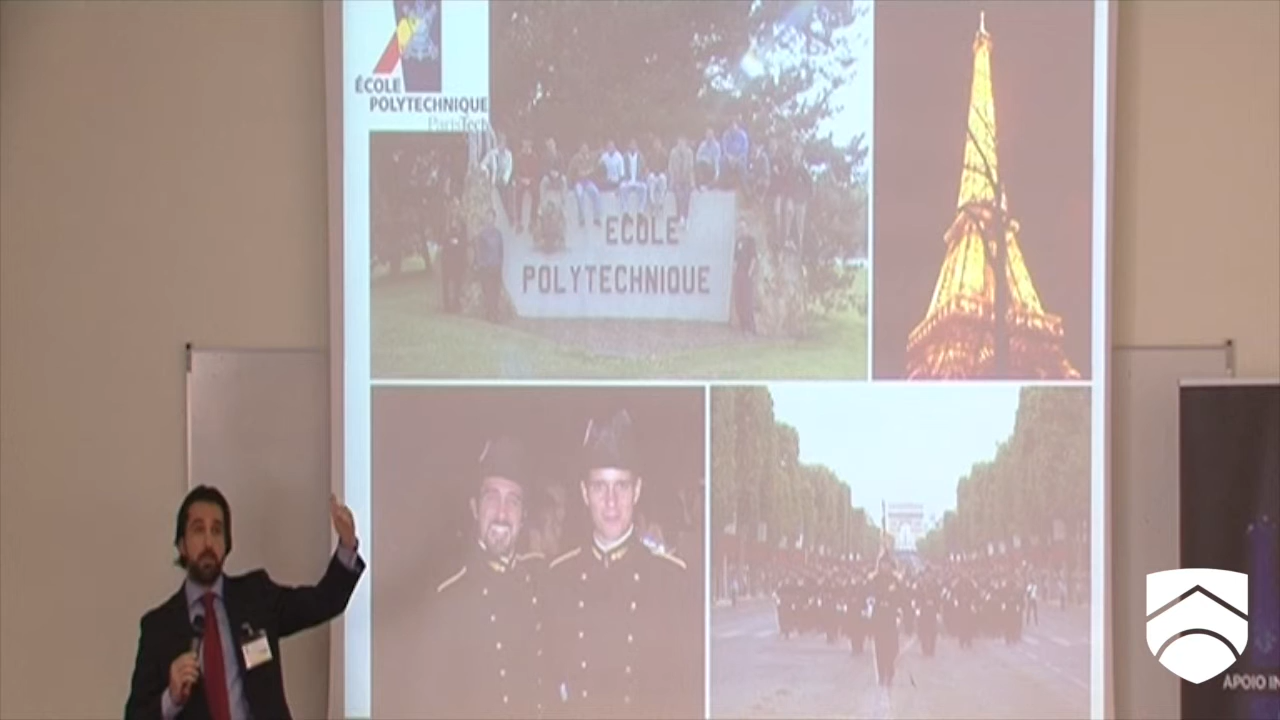 ÉCOLE
POLYTECHNIQUE
ParisTech
ECOLE
POLYTECHNIQUE
APOIO IN